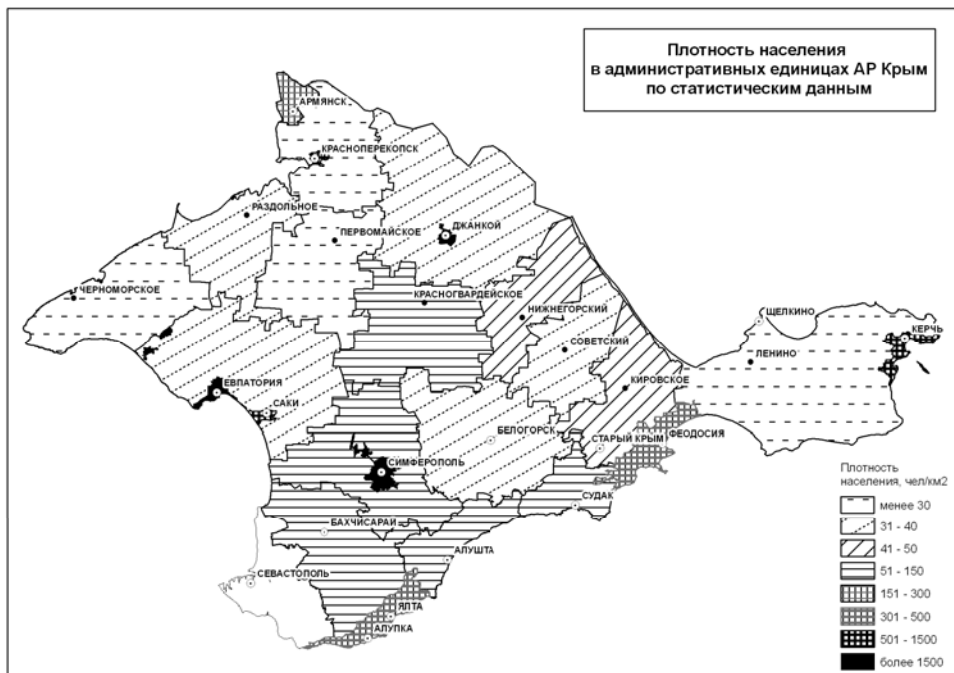 Плотность населения
в административных единицах АР Крым
по статистическим данным
АРМЯНСК
КРАСНОПЕРЕКОПСК
РАЗДОЛЬНОЕ
ПЕРВОМАЙСКОЕ
ДЖАНКОЙ
ЧЕРНОМОРСКОЕ
КРАСНОГВАРДЕЙСКОЕ
НИЖНЕГОРСКИЙ
ЩЕЛКИНО
КЕРЧЬ
СОВЕТСКИЙ
ЛЕНИНО
ЕВПАТОРИЯ
КИРОВСКОЕ
САКИ
БЕЛОГОРСК
СТАРЫЙ КРЫМ
ФЕОДОСИЯ
СИМФЕРОПОЛЬ
СУДАК
БАХЧИСАРАЙ
АЛУШТА
СЕВАСТОПОЛЬ
ЯЛТА
АЛУПКА
Плотность
населения, чел/км2
менее 30
31 - 40
41 - 50
51 - 150
151 - 300
301 - 500
501 - 1500
более 1500